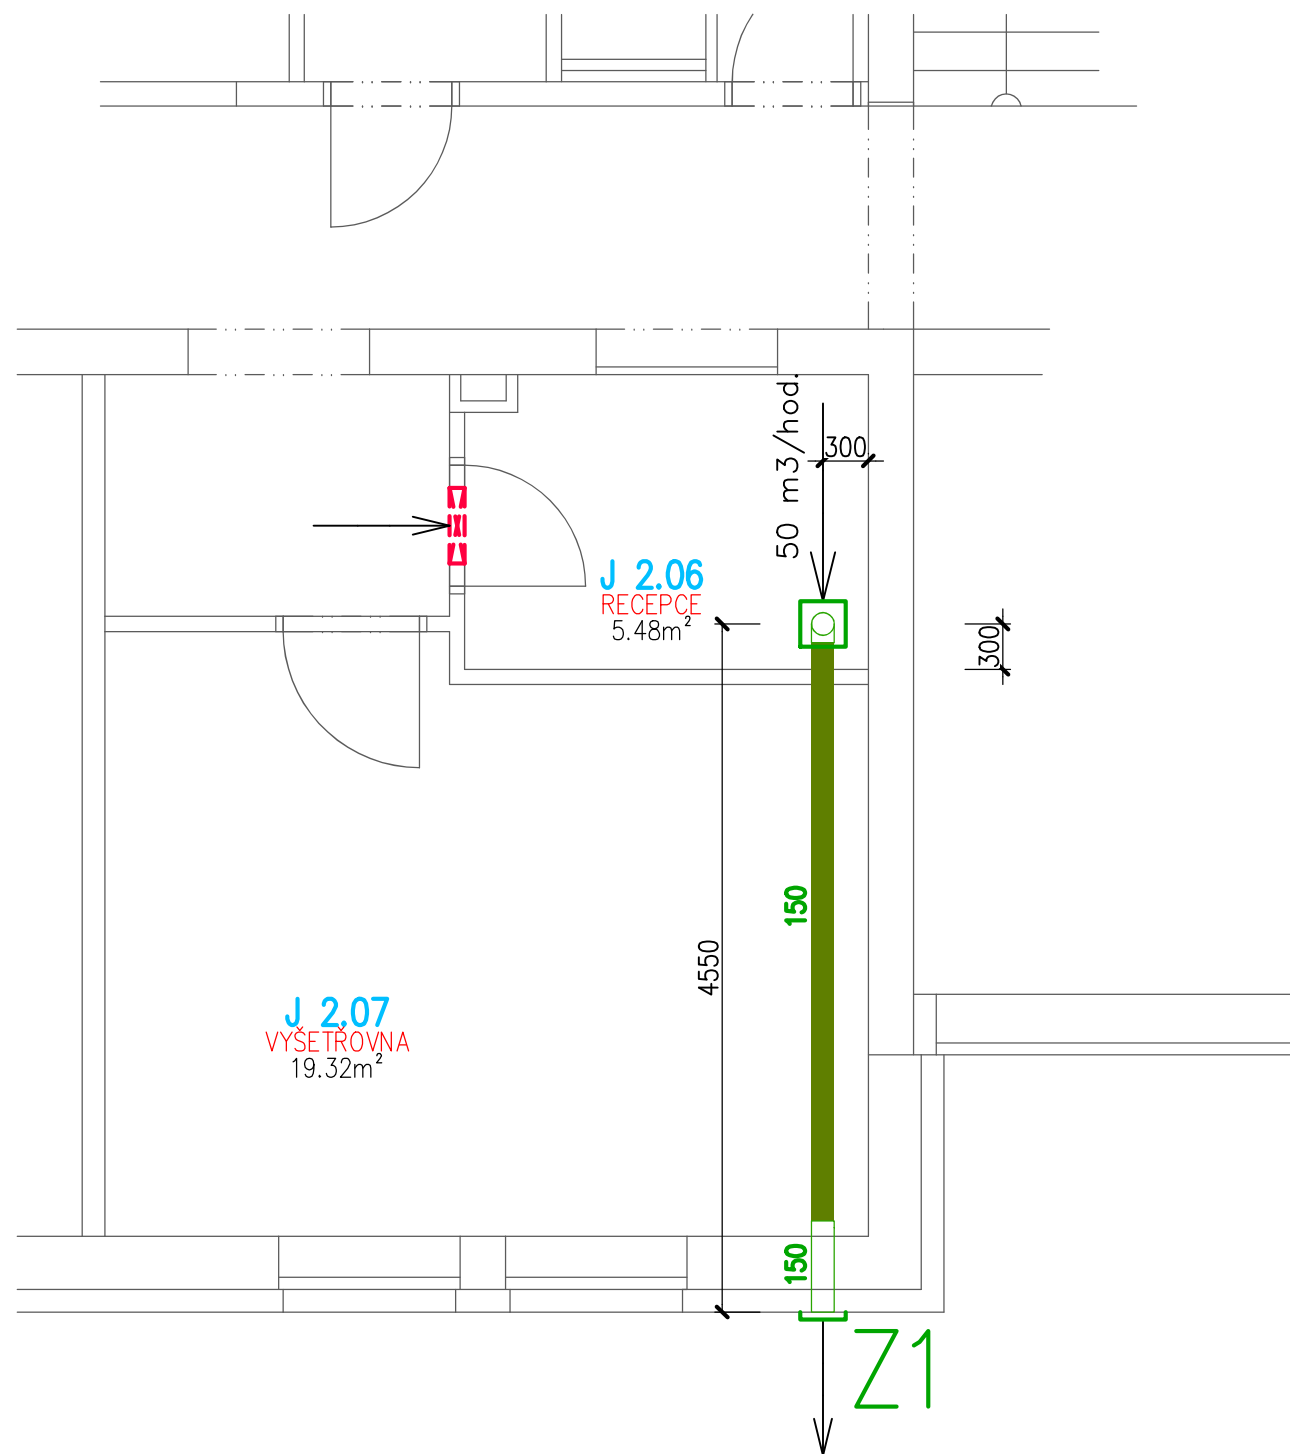 50 m3/hod.
300
J 2.06
RECEPCE
5.48m²
300
150
4550
J 2.07
VYŠETŘOVNA
19.32m²
150
Z1